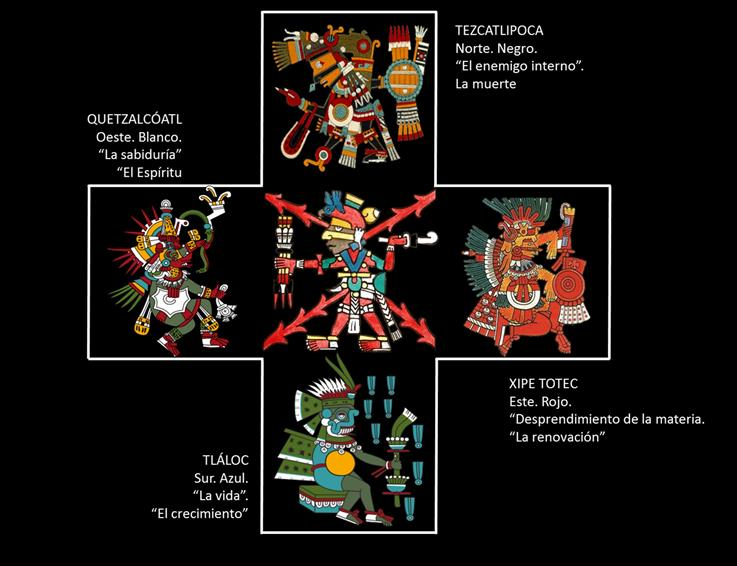 TEZCATLIPOCA
Norte. Negro.
“El enemigo interno”.
La muerte
QUETZALCÓATL
Oeste. Blanco.
“La sabiduría”
“El Espíritu
XIPE TOTEC
Este. Rojo.
“Desprendimiento de la materia.
“La renovación”
TLÁLOC
Sur. Azul.
“La vida”.
“El crecimiento”